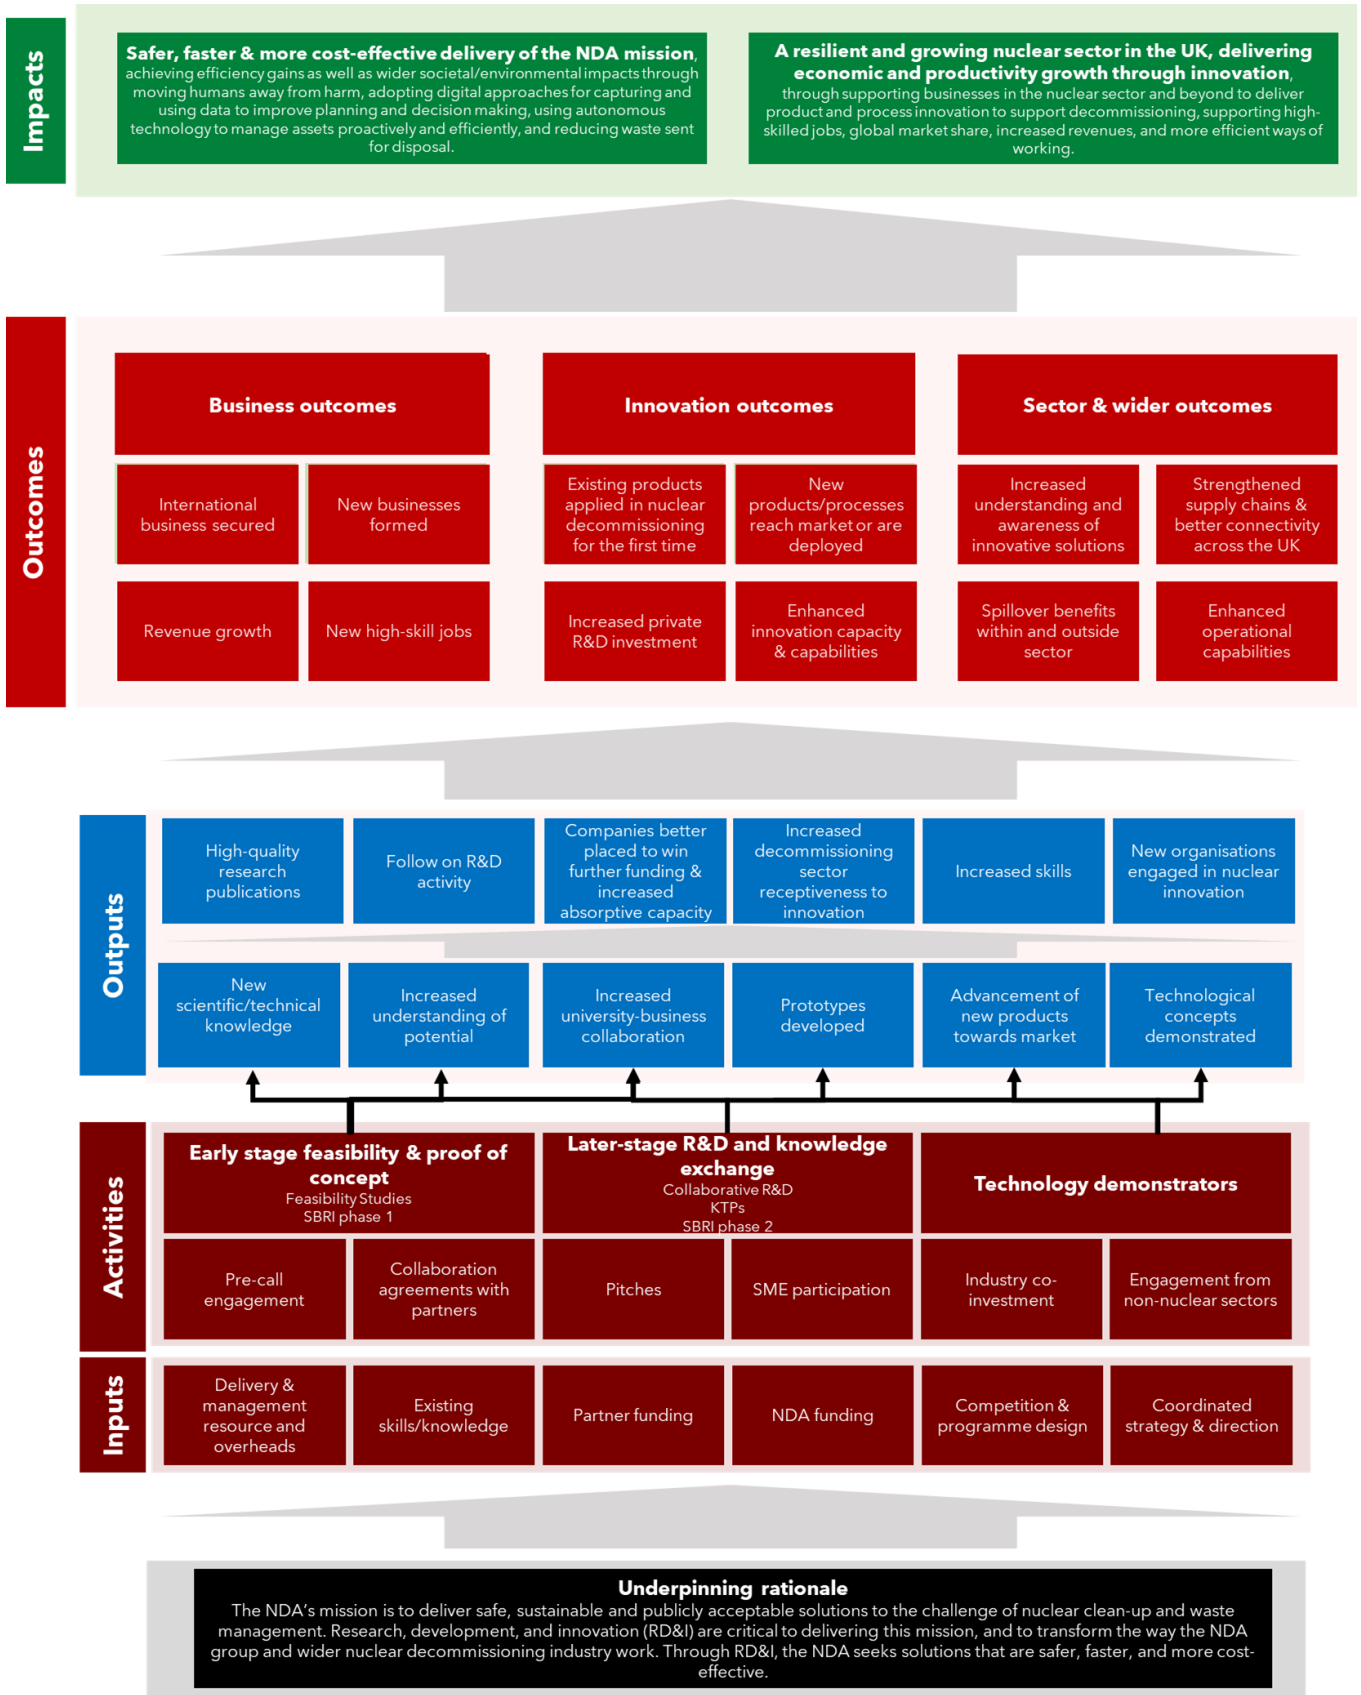 Impacts
Safer, faster & more cost-effective delivery of the NDA mission,
achieving efficiency gains as well as wider societal/environmental impacts through
moving humans away from harm, adopting digital approaches for capturing and
using data to improve planning and decision making, using autonomous
technology to manage assets proactively and efficiently, and reducing waste sent
for disposal.
A resilient and growing nuclear sector in the UK, delivering
economic and productivity growth through innovation,
through supporting businesses in the nuclear sector and beyond to deliver
product and process innovation to support decommissioning, supporting high-
skilled jobs, global market share, increased revenues, and more efficient ways of
working.
Outcomes
Business outcomes
International
business secured
New businesses
formed
Revenue growth
New high-skill jobs
Innovation outcomes
Existing products
applied in nuclear
decommissioning
for the first time
New
products/processes
reach market or are
deployed
Increased private
R&D investment
Enhanced
innovation capacity
& capabilities
Sector & wider outcomes
Increased
understanding and
awareness of
innovative solutions
Strengthened
supply chains &
better connectivity
across the UK
Spillover benefits
within and outside
sector
Enhanced
operational
capabilities
Outputs
High-quality
research
publications
Follow on R&D
activity
Companies better
placed to win
further funding &
increased
absorptive capacity
Increased
decommissioning
sector
receptiveness to
innovation
Increased skills
New organisations
engaged in nuclear
innovation
New
scientific/technical
knowledge
Increased
understanding of
potential
Increased
university-business
collaboration
Prototypes
developed
Advancement of
new products
towards market
Technological
concepts
demonstrated
Activities
Early stage feasibility & proof of
concept
Feasibility Studies
SBRI phase 1
Later-stage R&D and knowledge
exchange
Collaborative R&D
KTPs
SBRI phase 2
Technology demonstrators
Pre-call
engagement
Collaboration
agreements with
partners
Pitches
SME participation
Industry co-
investment
Engagement from
non-nuclear sectors
Inputs
Delivery &
management
resource and
overheads
Existing
skills/knowledge
Partner funding
NDA funding
Competition &
programme design
Coordinated
strategy & direction
Underpinning rationale
The NDA's mission is to deliver safe, sustainable and publicly acceptable solutions to the challenge of nuclear clean-up and waste
management. Research, development, and innovation (RD&I) are critical to delivering this mission, and to transform the way the NDA
group and wider nuclear decommissioning industry work. Through RD&I, the NDA seeks solutions that are safer, faster, and more cost-
effective.